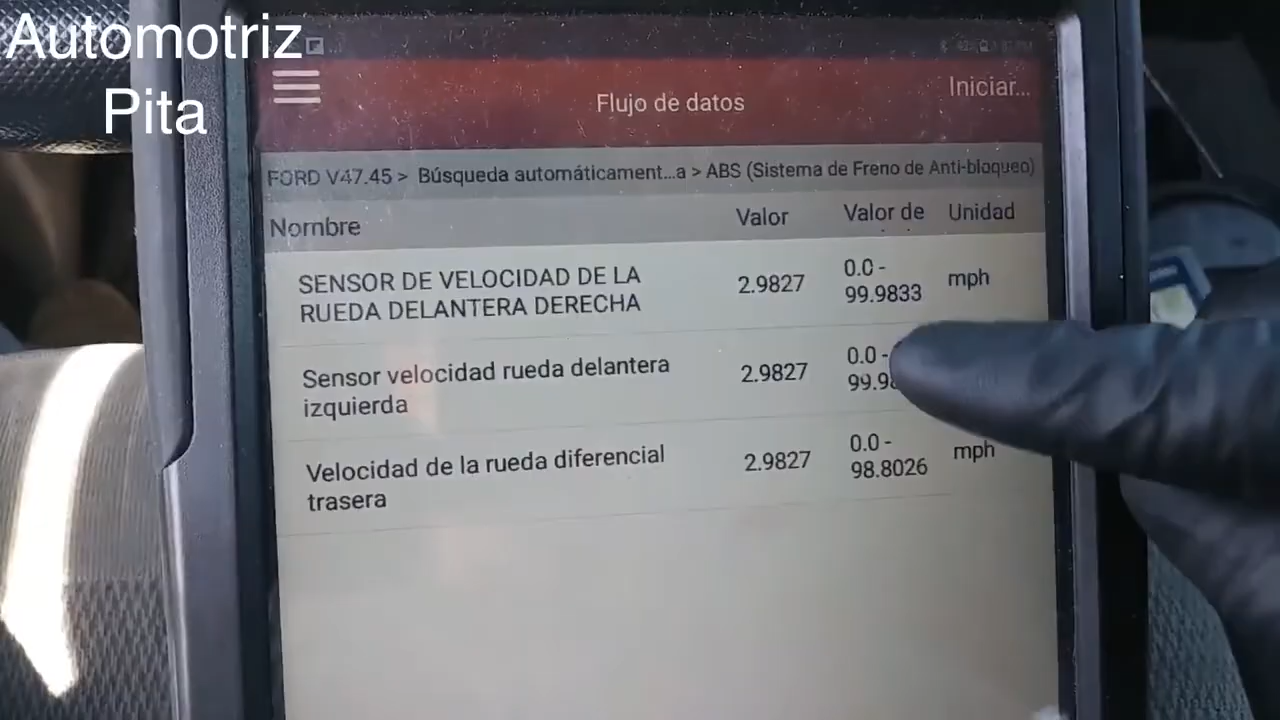 Automotriz
Pita
Iniciar...
Flujo de datos
FORD V47.45 > Búsqueda automáticament...a > ABS (Sistema de Freno de Anti-bloqueo)
Nombre Valor Valor de Unidad
SENSOR DE VELOCIDAD DE LA
RUEDA DELANTERA DERECHA
2.9827
0.0 -
99.9833
mph
Sensor velocidad rueda delantera
izquierda
2.9827
0.0 -
Velocidad de la rueda diferencial
trasera
2.9827
0.0 -
98.8026
mph